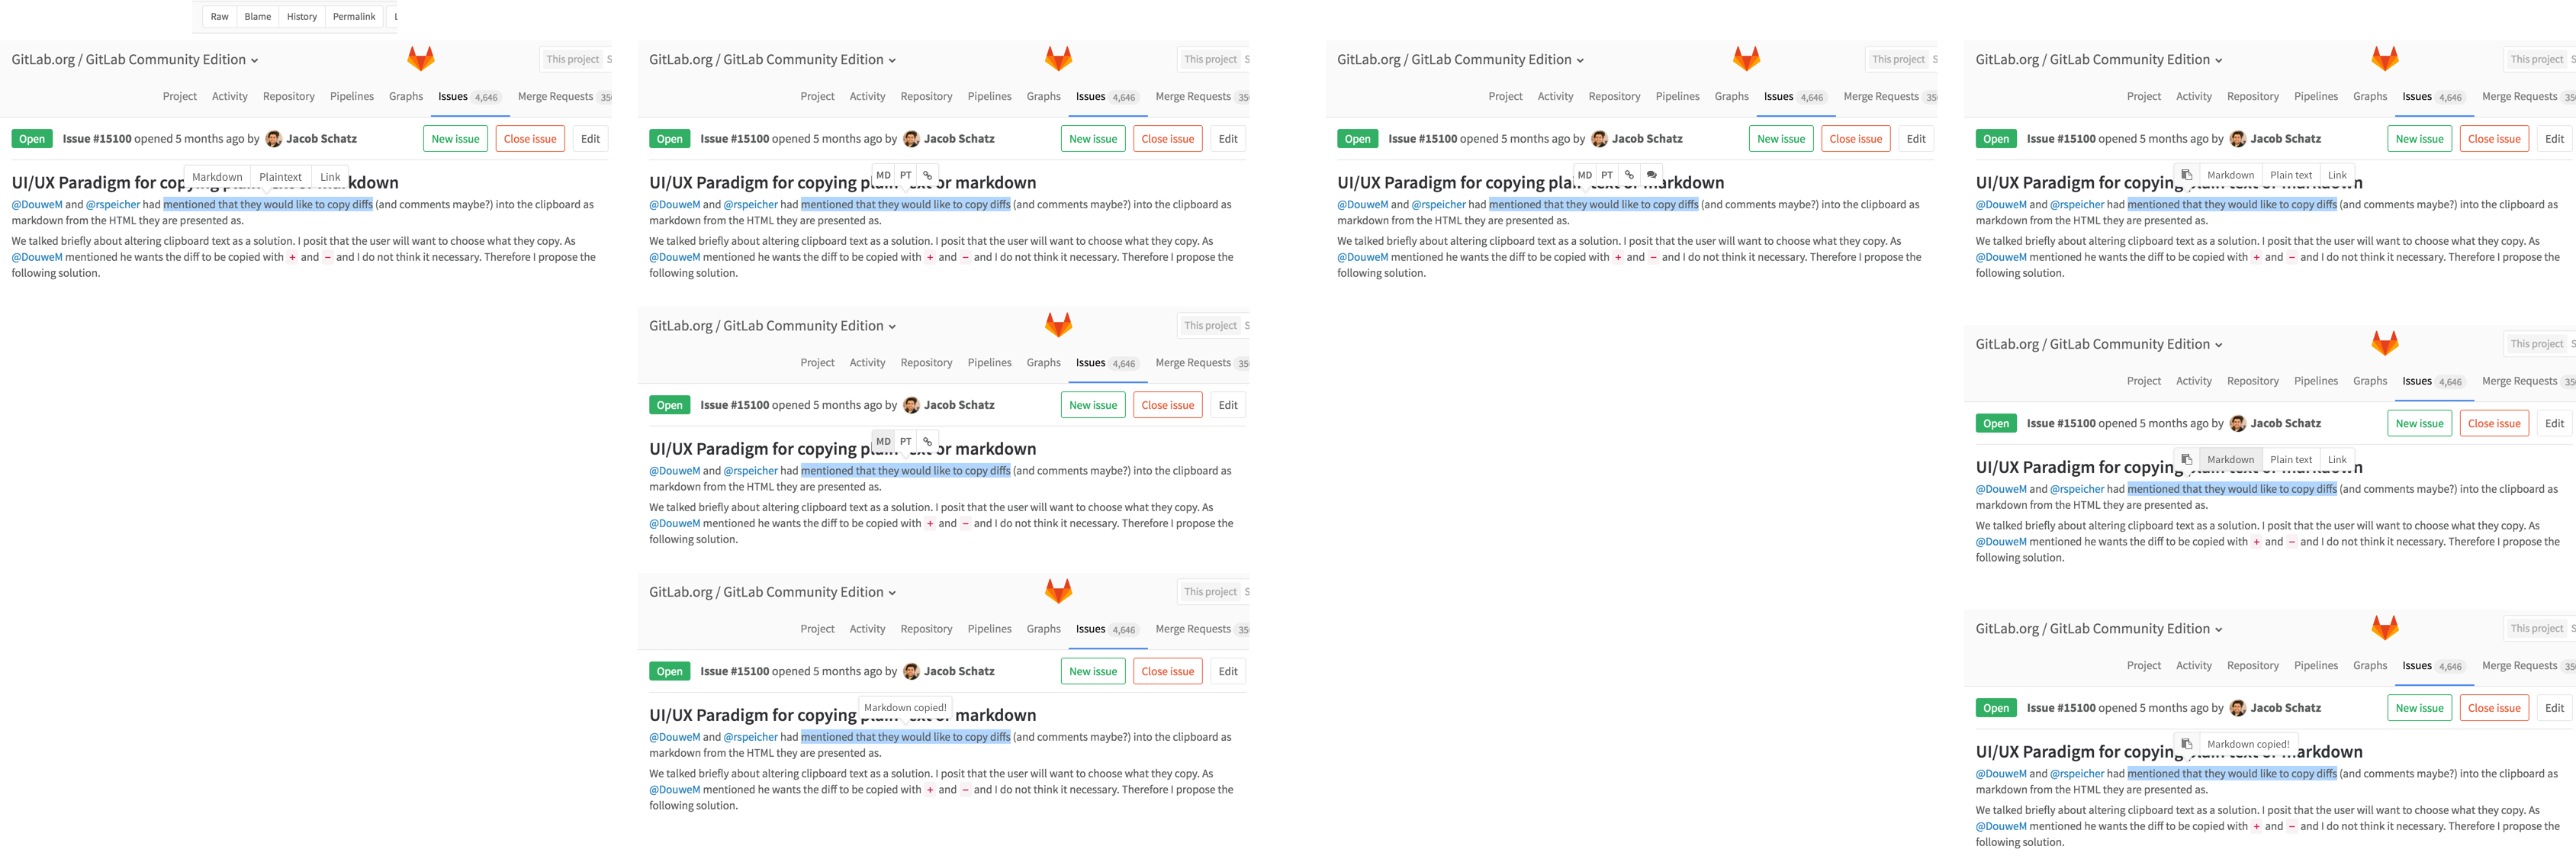 Raw Blame History Permalink
GitLab.org / GitLab Community Edition
This project S
Project Activity Repository Pipelines Graphs Issues 4,646 Merge Requests 35
Open Issue #15100 opened 5 months ago by Jacob Schatz New issue Close issue Edit
Markdown Plaintext Link
UI/UX Paradigm for copying plain text or markdown
@DouweM and @rspeicher had mentioned that they would like to copy diffs (and comments maybe?) into the clipboard as
markdown from the HTML they are presented as.
We talked briefly about altering clipboard text as a solution. I posit that the user will want to choose what they copy. As
@DouweM mentioned he wants the diff to be copied with + and − and I do not think it necessary. Therefore I propose the
following solution.
GitLab.org / GitLab Community Edition
This project S
Project Activity Repository Pipelines Graphs Issues 4,646 Merge Requests 35
Open Issue #15100 opened 5 months ago by Jacob Schatz New issue Close issue Edit
MD PT
UI/UX Paradigm for copying plain text or markdown
@DouweM and @rspeicher had mentioned that they would like to copy diffs (and comments maybe?) into the clipboard as
markdown from the HTML they are presented as.
We talked briefly about altering clipboard text as a solution. I posit that the user will want to choose what they copy. As
@DouweM mentioned he wants the diff to be copied with + and − and I do not think it necessary. Therefore I propose the
following solution.
GitLab.org / GitLab Community Edition
This project S
Project Activity Repository Pipelines Graphs Issues 4,646 Merge Requests 35
Open Issue #15100 opened 5 months ago by Jacob Schatz New issue Close issue Edit
MD PT
UI/UX Paradigm for copying plain text or markdown
@DouweM and @rspeicher had mentioned that they would like to copy diffs (and comments maybe?) into the clipboard as
markdown from the HTML they are presented as.
We talked briefly about altering clipboard text as a solution. I posit that the user will want to choose what they copy. As
@DouweM mentioned he wants the diff to be copied with + and − and I do not think it necessary. Therefore I propose the
following solution.
GitLab.org / GitLab Community Edition
This project S
Project Activity Repository Pipelines Graphs Issues 4,646 Merge Requests 35
Open Issue #15100 opened 5 months ago by Jacob Schatz New issue Close issue Edit
Markdown copied!
UI/UX Paradigm for copying plain text or markdown
@DouweM and @rspeicher had mentioned that they would like to copy diffs (and comments maybe?) into the clipboard as
markdown from the HTML they are presented as.
We talked briefly about altering clipboard text as a solution. I posit that the user will want to choose what they copy. As
@DouweM mentioned he wants the diff to be copied with + and − and I do not think it necessary. Therefore I propose the
following solution.
GitLab.org / GitLab Community Edition
This project S
Project Activity Repository Pipelines Graphs Issues 4,646 Merge Requests 35
Open Issue #15100 opened 5 months ago by Jacob Schatz New issue Close issue Edit
MD PT
UI/UX Paradigm for copying plain text or markdown
@DouweM and @rspeicher had mentioned that they would like to copy diffs (and comments maybe?) into the clipboard as
markdown from the HTML they are presented as.
We talked briefly about altering clipboard text as a solution. I posit that the user will want to choose what they copy. As
@DouweM mentioned he wants the diff to be copied with + and − and I do not think it necessary. Therefore I propose the
following solution.
GitLab.org / GitLab Community Edition
This project S
Project Activity Repository Pipelines Graphs Issues 4,646 Merge Requests 35
Open Issue #15100 opened 5 months ago by Jacob Schatz New issue Close issue Edit
Markdown Plain text Link
UI/UX Paradigm for copying plain text or markdown
@DouweM and @rspeicher had mentioned that they would like to copy diffs (and comments maybe?) into the clipboard as
markdown from the HTML they are presented as.
We talked briefly about altering clipboard text as a solution. I posit that the user will want to choose what they copy. As
@DouweM mentioned he wants the diff to be copied with + and − and I do not think it necessary. Therefore I propose the
following solution.
GitLab.org / GitLab Community Edition
This project S
Project Activity Repository Pipelines Graphs Issues 4,646 Merge Requests 35
Open Issue #15100 opened 5 months ago by Jacob Schatz New issue Close issue Edit
Markdown Plain text Link
UI/UX Paradigm for copying plain text or markdown
@DouweM and @rspeicher had mentioned that they would like to copy diffs (and comments maybe?) into the clipboard as
markdown from the HTML they are presented as.
We talked briefly about altering clipboard text as a solution. I posit that the user will want to choose what they copy. As
@DouweM mentioned he wants the diff to be copied with + and − and I do not think it necessary. Therefore I propose the
following solution.
GitLab.org / GitLab Community Edition
This project S
Project Activity Repository Pipelines Graphs Issues 4,646 Merge Requests 35
Open Issue #15100 opened 5 months ago by Jacob Schatz New issue Close issue Edit
Markdown copied!
UI/UX Paradigm for copying plain text or markdown
@DouweM and @rspeicher had mentioned that they would like to copy diffs (and comments maybe?) into the clipboard as
markdown from the HTML they are presented as.
We talked briefly about altering clipboard text as a solution. I posit that the user will want to choose what they copy. As
@DouweM mentioned he wants the diff to be copied with + and − and I do not think it necessary. Therefore I propose the
following solution.